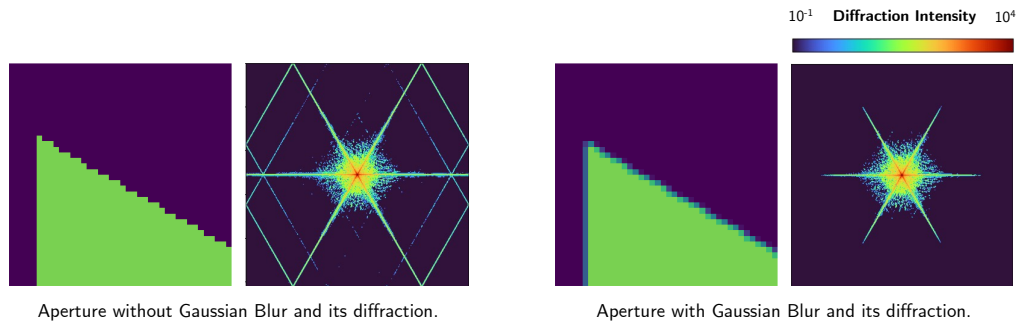 10⁻¹ Diffraction Intensity 10⁴
Aperture without Gaussian Blur and its diffraction.
Aperture with Gaussian Blur and its diffraction.